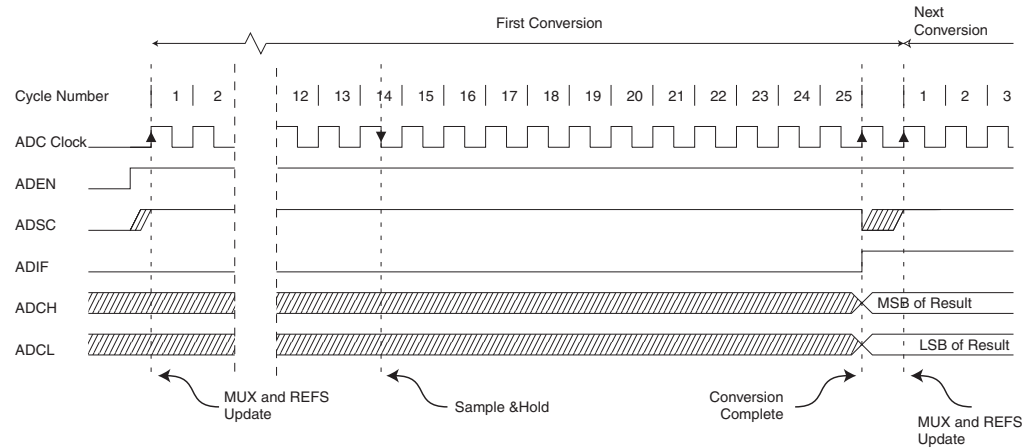 First Conversion
Next
Conversion
Cycle Number 1 2 12 13 14 15 16 17 18 19 20 21 22 23 24 25 1 2 3
ADC Clock
ADEN
ADSC
ADIF
ADCH
MSB of Result
ADCL
LSB of Result
MUX and REFS
Update
Sample &Hold
Conversion
Complete
MUX and REFS
Update